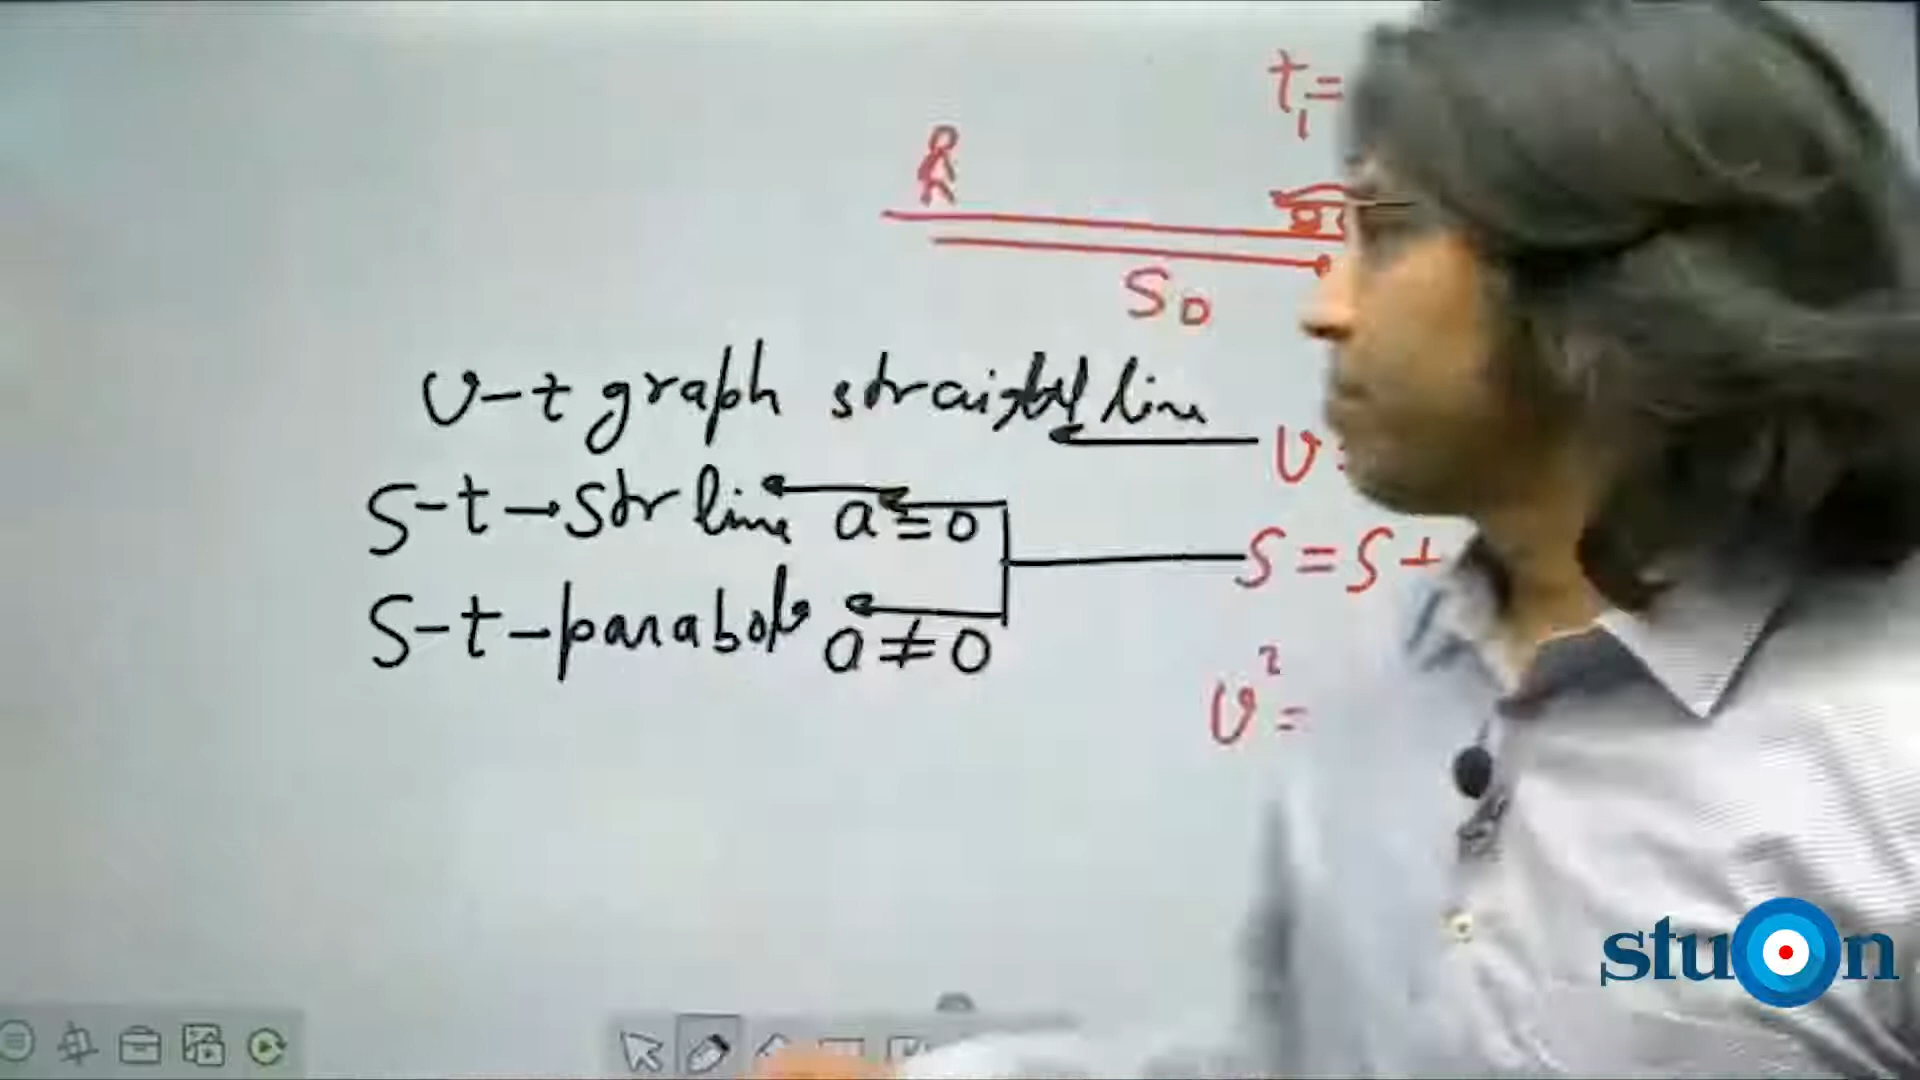 t₁=
S₀
v-t graph straight line
v=
S-t→Str line a=0
S=S+
S-t-parabola a≠0
v²=
stuOn